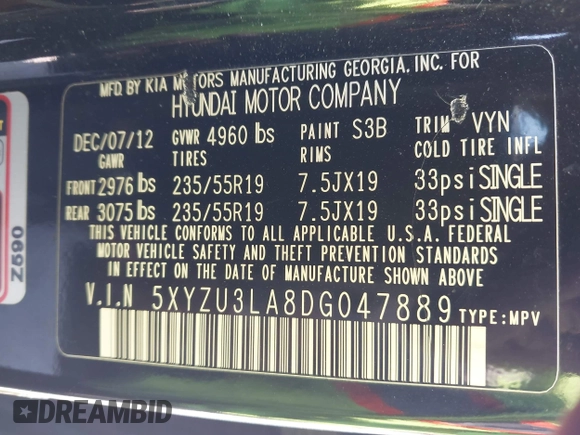 MFD. BY KIA MOTORS MANUFACTURING GEORGIA. INC. FOR
HYUNDAI MOTOR COMPANY
DEC/07/12 GVWR 4960 lbs PAINT S3B TRIM VYN
GAWR TIRES RIMS COLD TIRE INFL
FRONT 2976 lbs 235/55R19 7.5JX19 33psi SINGLE
REAR 3075 lbs 235/55R19 7.5JX19 33psi SINGLE
THIS VEHICLE CONFORMS TO ALL APPLICABLE U.S.A. FEDERAL
MOTOR VEHICLE SAFETY AND THEFT PREVENTION STANDARDS
IN EFFECT ON THE DATE OF MANUFACTURE SHOWN ABOVE.
V.I.N 5XYZU3LA8DG047889 TYPE:MPV
Z590
DREAMBID